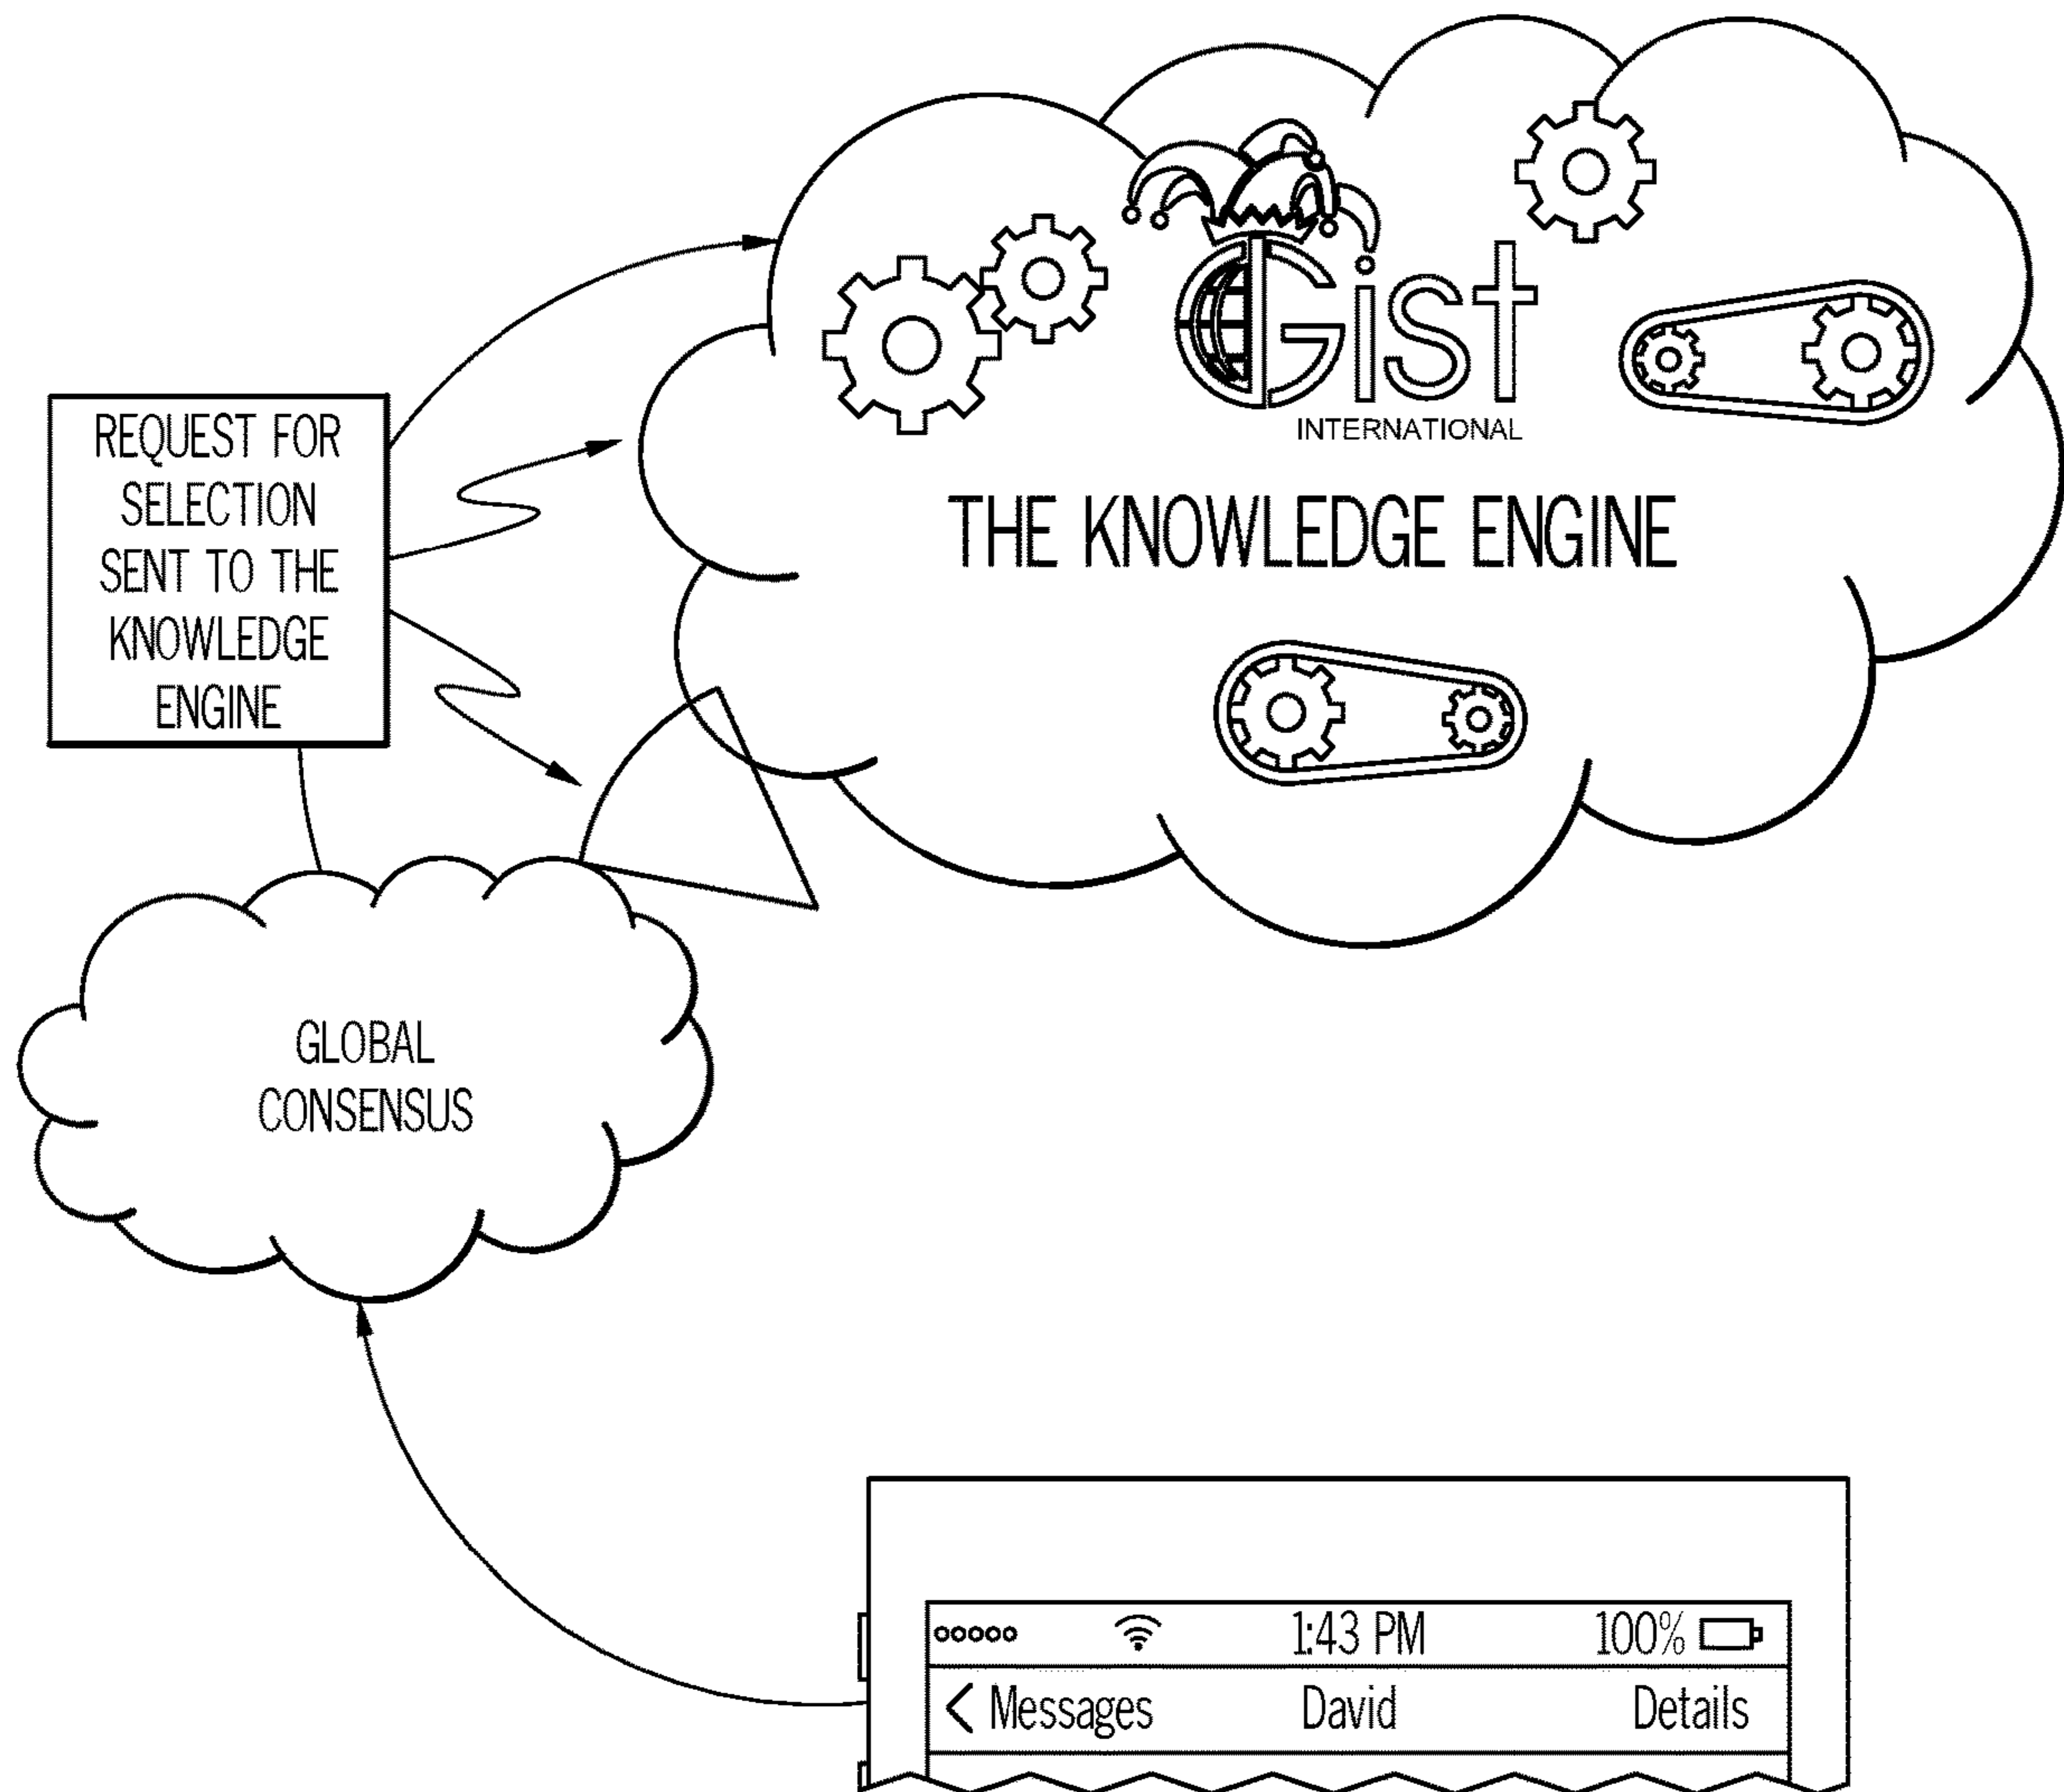 Gist
INTERNATIONAL
THE KNOWLEDGE ENGINE
REQUEST FOR
SELECTION
SENT TO THE
KNOWLEDGE
ENGINE
GLOBAL
CONSENSUS
1:43 PM 100%
< Messages David Details